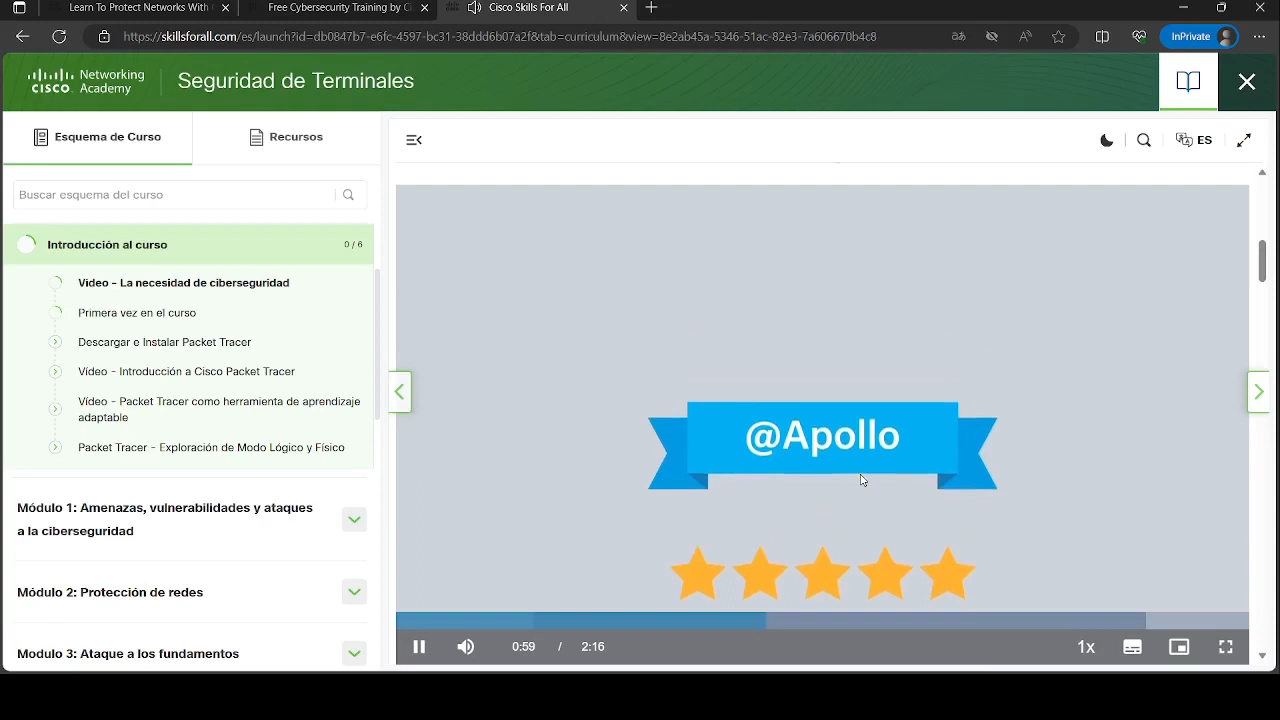 Learn To Protect Networks With
Free Cybersecurity Training by Ci
Cisco Skills For All
https://skillsforall.com/es/launch?id=db0847b7-e6fc-4597-bc31-38ddd6b07a2f&tab=curriculum&view=8e2ab45a-5346-51ac-82e3-7a606670b4c8
InPrivate
CISCO
Networking
Academy
Seguridad de Terminales
Esquema de Curso
Recursos
Buscar esquema del curso
Introducción al curso
0 / 6
Video - La necesidad de ciberseguridad
Primera vez en el curso
Descargar e Instalar Packet Tracer
Vídeo - Introducción a Cisco Packet Tracer
Vídeo - Packet Tracer como herramienta de aprendizaje
adaptable
Packet Tracer - Exploración de Modo Lógico y Físico
Módulo 1: Amenazas, vulnerabilidades y ataques
a la ciberseguridad
Módulo 2: Protección de redes
Modulo 3: Ataque a los fundamentos
ES
@Apollo
0:59 / 2:16
1x